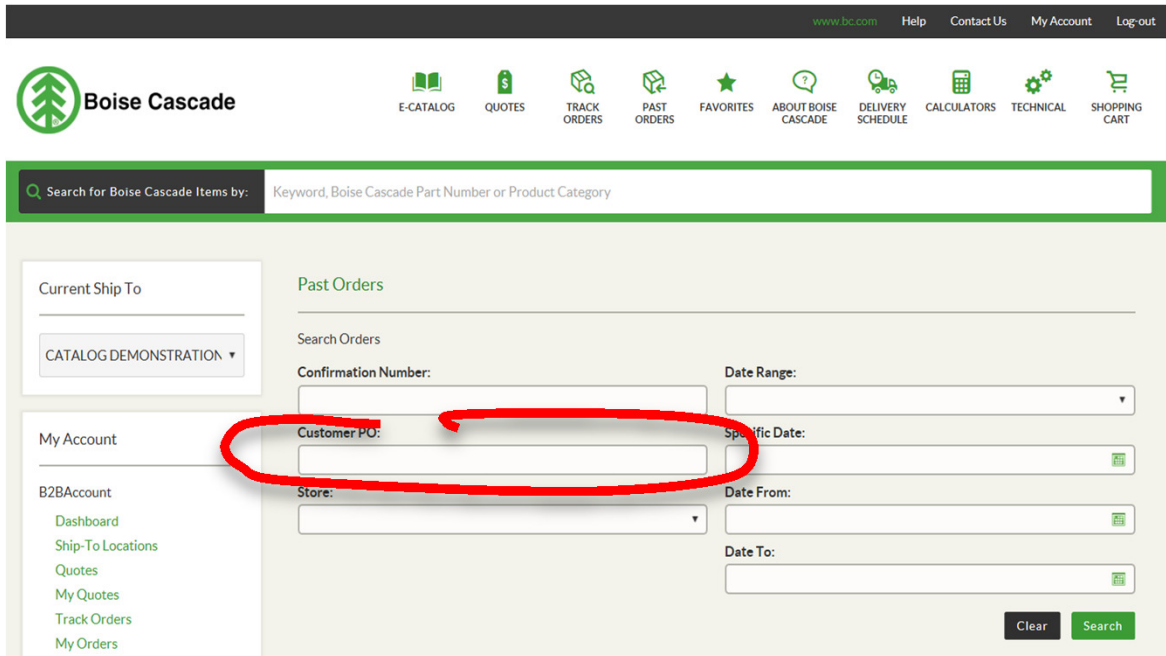 www.bc.com Help Contact Us My Account Log-out
Boise Cascade
E-CATALOG
QUOTES
TRACK
ORDERS
PAST
ORDERS
FAVORITES
ABOUT BOISE
CASCADE
DELIVERY
SCHEDULE
CALCULATORS
TECHNICAL
SHOPPING
CART
Search for Boise Cascade Items by: Keyword, Boise Cascade Part Number or Product Category
Current Ship To
CATALOG DEMONSTRATION
My Account
B2BAccount
Dashboard
Ship-To Locations
Quotes
My Quotes
Track Orders
My Orders
Past Orders
Search Orders
Confirmation Number:
Customer PO:
Store:
Date Range:
Specific Date:
Date From:
Date To:
Clear Search